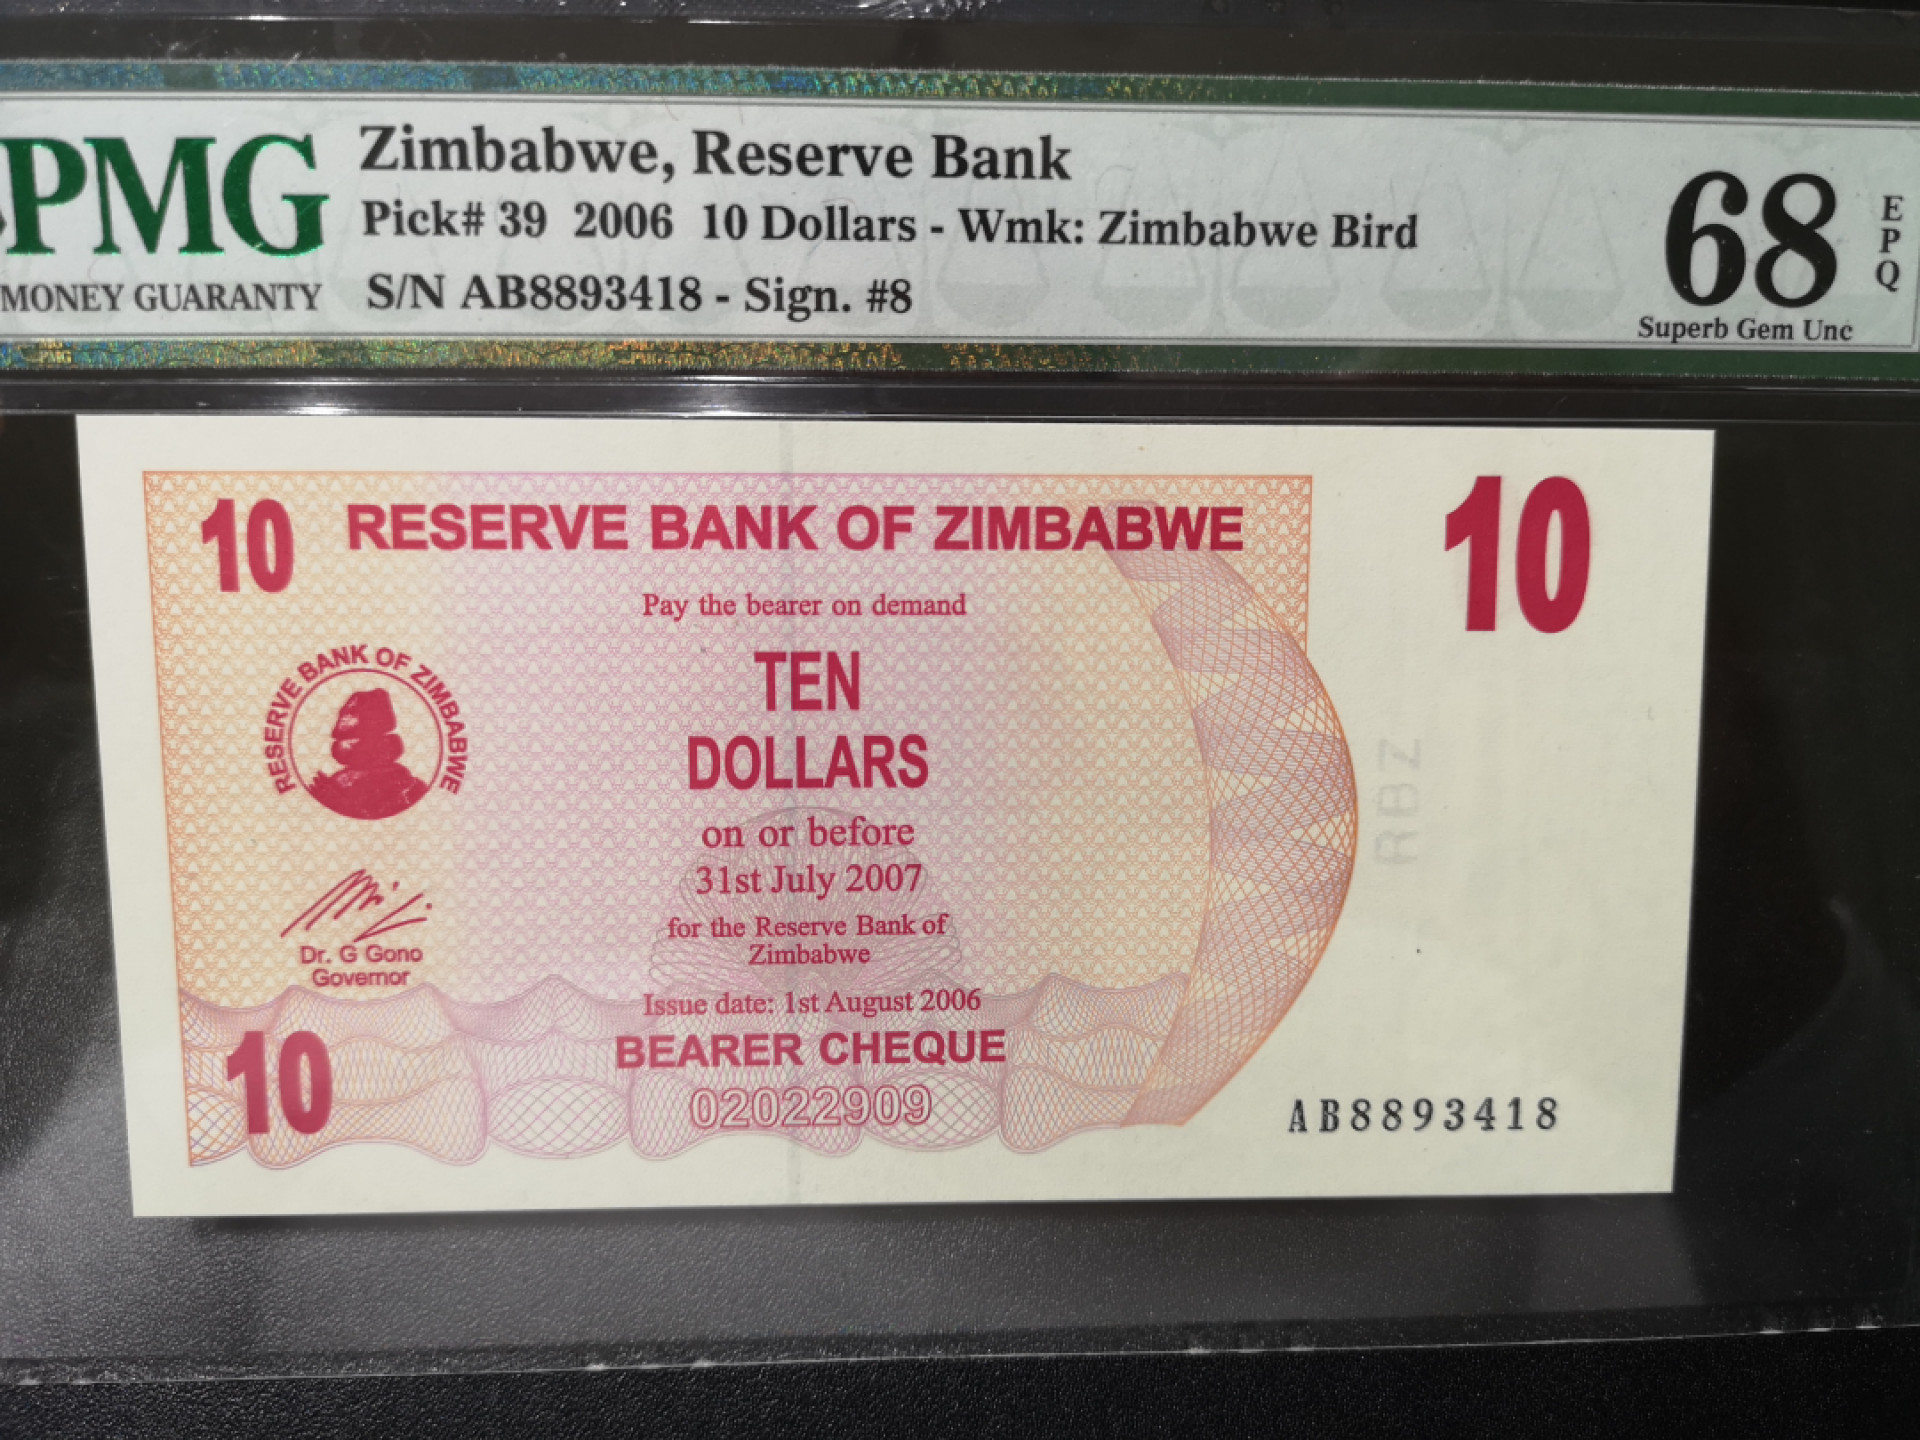 PMG
MONEY GUARANTY
Zimbabwe, Reserve Bank
Pick# 39 2006 10 Dollars - Wmk: Zimbabwe Bird
S/N AB8893418 - Sign. #8
68
EPQ
Superb Gem Unc
10
RESERVE BANK OF ZIMBABWE
10
Pay the bearer on demand
TEN
DOLLARS
RESERVE BANK OF ZIMBABWE
RBZ
on or before
31st July 2007
for the Reserve Bank of
Zimbabwe
Dr. G Gono
Governor
Issue date: 1st August 2006
BEARER CHEQUE
10
02022909
AB8893418